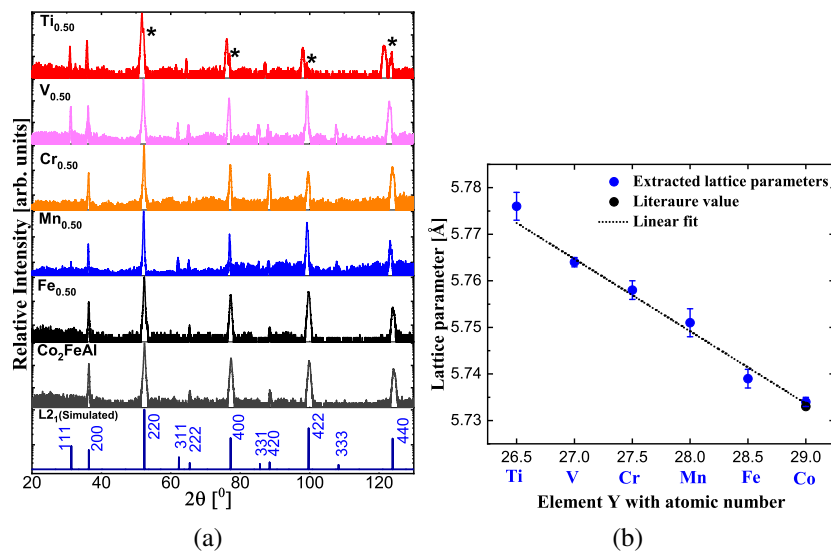 Relative Intensity [arb. units]
Ti0.50
*
*
*
*
V0.50
Cr0.50
Mn0.50
Fe0.50
Co2FeAl
L21(Simulated)
111
200
220
311
222
400
331
420
422
333
440
20 40 60 80 100 120
2θ [⁰]
(a)
Lattice parameter [Å]
5.78
5.77
5.76
5.75
5.74
5.73
Extracted lattice parameters
Literaure value
Linear fit
26.5 27.0 27.5 28.0 28.5 29.0
Ti V Cr Mn Fe Co
Element Y with atomic number
(b)